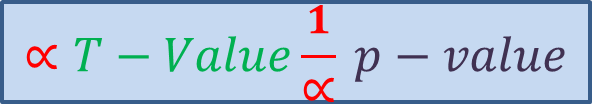 ∝ T − Value 1/∝ p − value